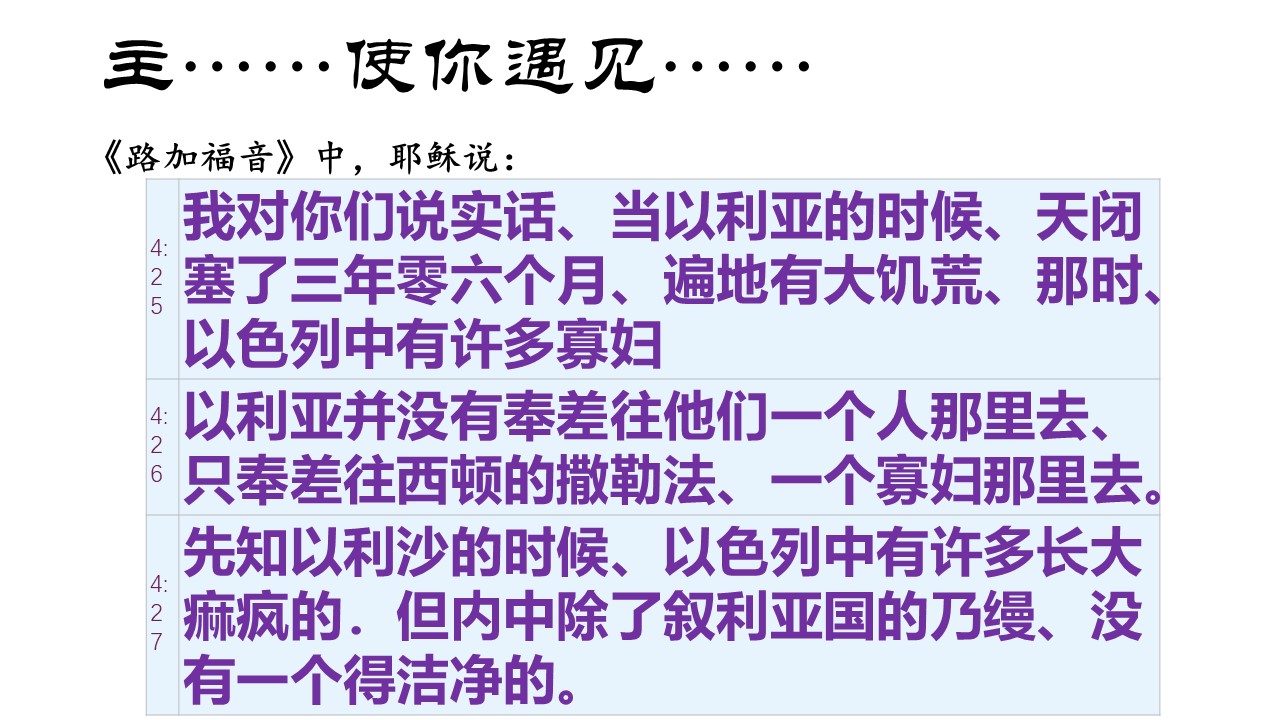 主……使你遇见……
《路加福音》中，耶稣说：
4:
2
5
我对你们说实话、当以利亚的时候、天闭
塞了三年零六个月、遍地有大饥荒、那时、
以色列中有许多寡妇
4:
2
6
以利亚并没有奉差往他们一个人那里去、
只奉差往西顿的撒勒法、一个寡妇那里去。
4:
2
7
先知以利沙的时候、以色列中有许多长大
痲疯的．但内中除了叙利亚国的乃缦、没
有一个得洁净的。